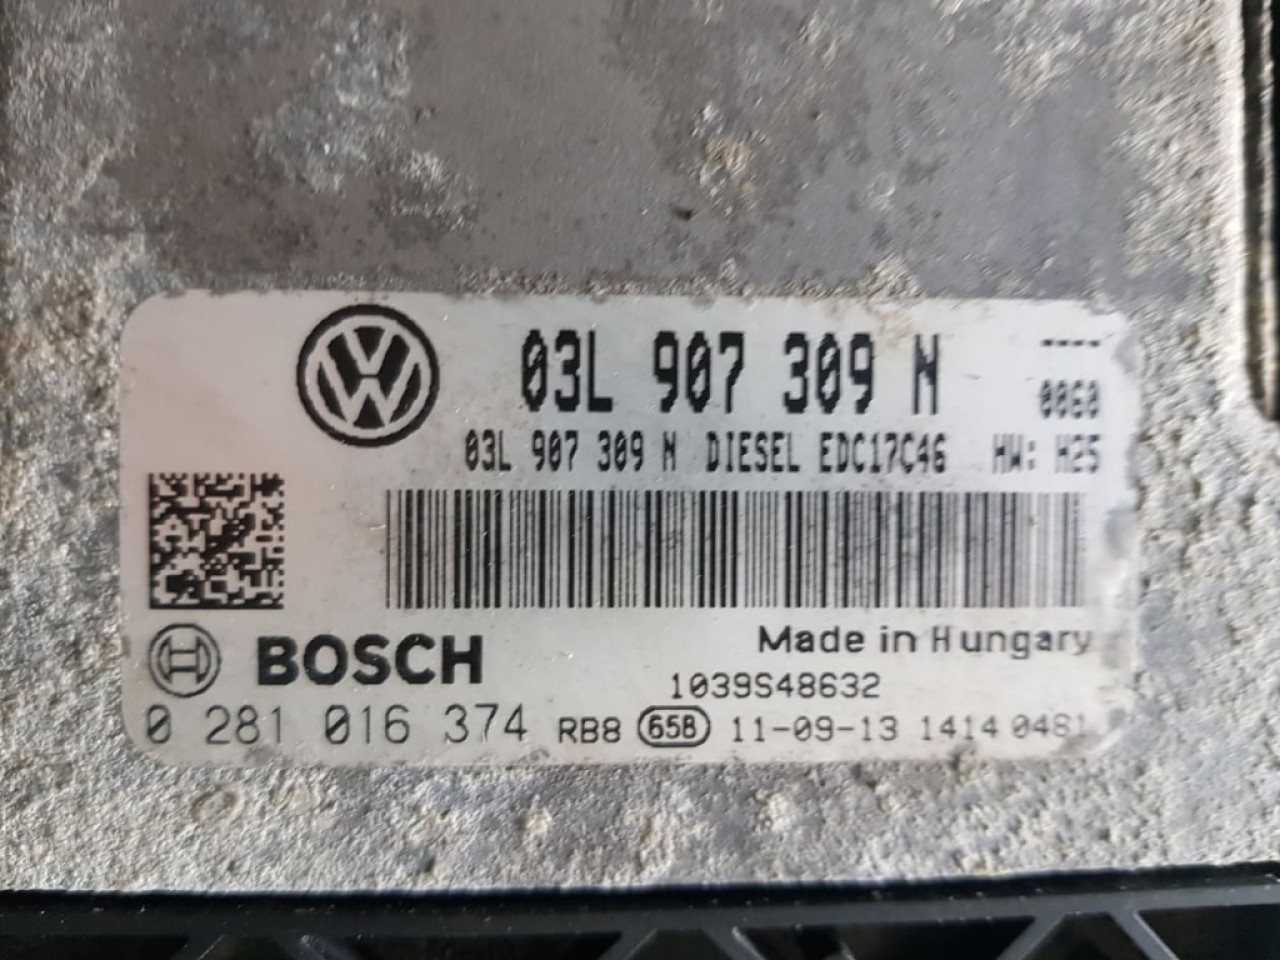 03L 907 309 N ----
0060
03L 907 309 N DIESEL EDC17C46 HW: H25
Made in Hungary
BOSCH
1039S48632
0 281 016 374 RB8 65B 11-09-13 1414 0481